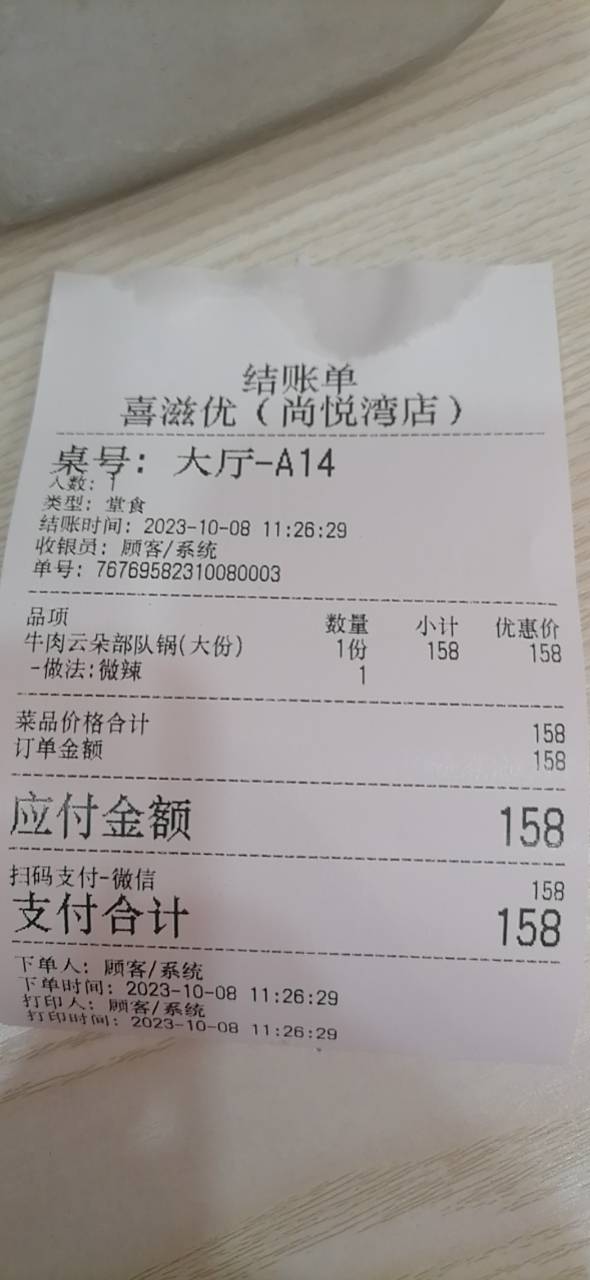 结账单
喜滋优（尚悦湾店）
桌号: 大厅-A14
人数: 1
类型: 堂食
结账时间: 2023-10-08 11:26:29
收银员: 顾客/系统
单号: 76769582310080003
品项 数量 小计 优惠价
牛肉云朵部队锅(大份) 1份 158 158
-做法:微辣 1
菜品价格合计 158
订单金额 158
应付金额 158
扫码支付-微信 158
支付合计 158
下单人: 顾客/系统
下单时间: 2023-10-08 11:26:29
打印人: 顾客/系统
打印时间: 2023-10-08 11:26:29